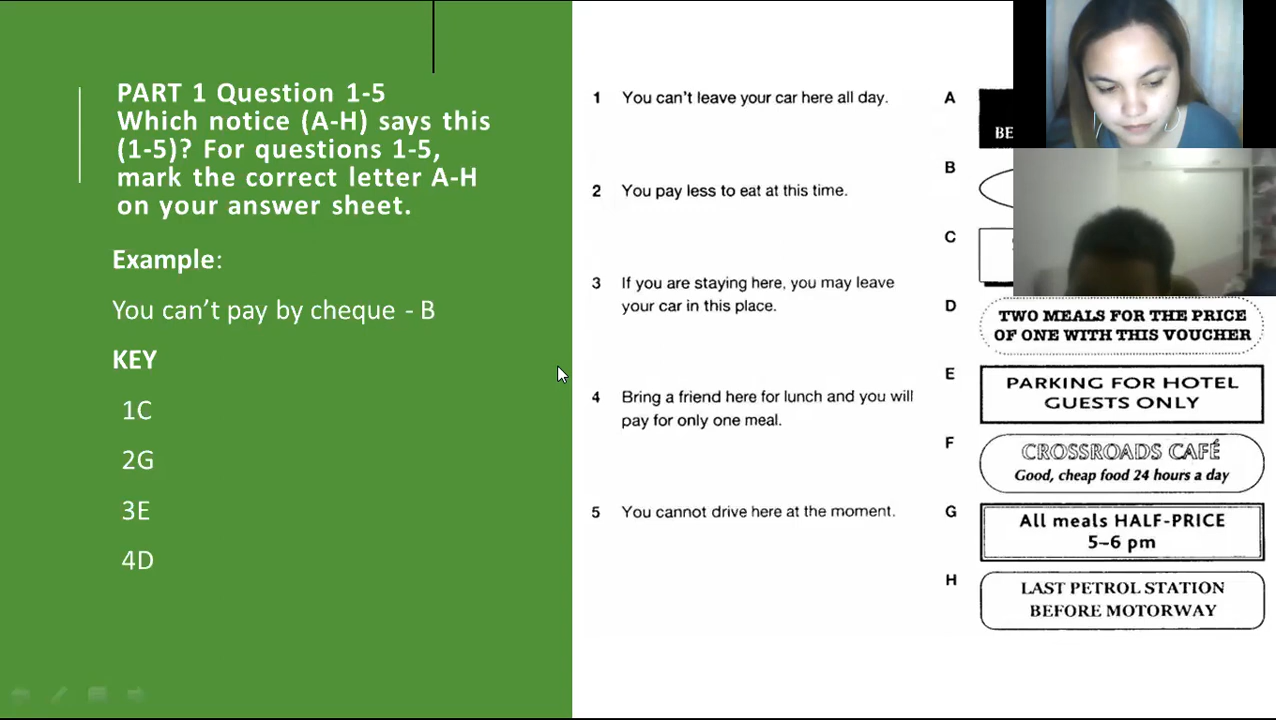 PART 1 Question 1-5
Which notice (A-H) says this
(1-5)? For questions 1-5,
mark the correct letter A-H
on your answer sheet.
Example:
You can't pay by cheque - B
KEY
1C
2G
3E
4D
1 You can't leave your car here all day.
2 You pay less to eat at this time.
3 If you are staying here, you may leave
your car in this place.
4 Bring a friend here for lunch and you will
pay for only one meal.
5 You cannot drive here at the moment.
A
B
C
D
TWO MEALS FOR THE PRICE
OF ONE WITH THIS VOUCHER
E
PARKING FOR HOTEL
GUESTS ONLY
F
CROSSROADS CAFÉ
Good, cheap food 24 hours a day
G
All meals HALF-PRICE
5–6 pm
H
LAST PETROL STATION
BEFORE MOTORWAY